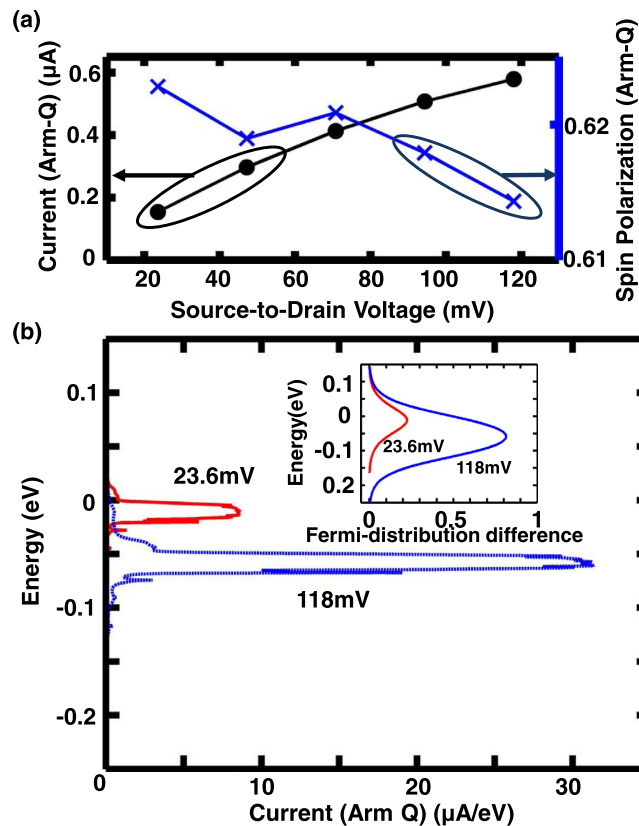 (a)
Current (Arm-Q) (μA)
0.6
0.4
0.2
0
20
40
60
80
100
120
Source-to-Drain Voltage (mV)
0.62
0.61
Spin Polarization (Arm-Q)
(b)
Energy (eV)
0.1
0
-0.1
-0.2
0
10
20
30
Current (Arm Q) (μA/eV)
23.6mV
118mV
Energy(eV)
0.1
0
-0.1
0.2
0
0.5
1
Fermi-distribution difference
23.6mV
118mV